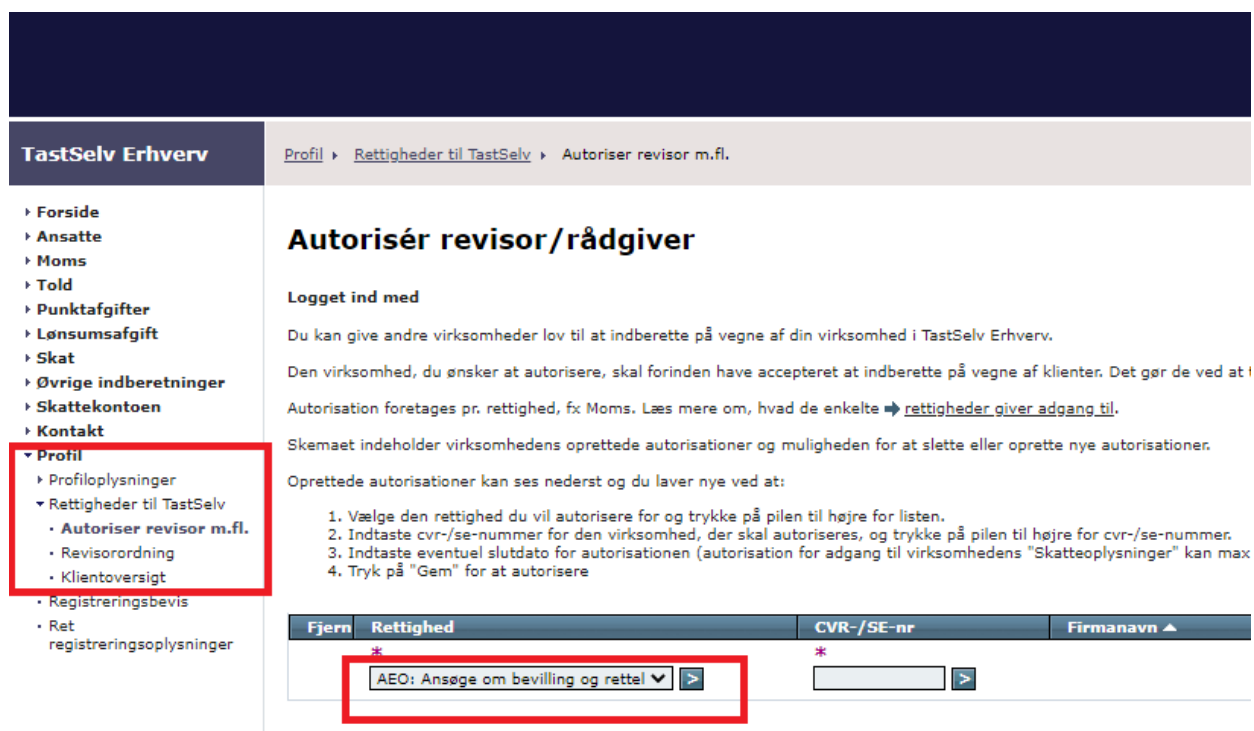 TastSelv Erhverv
Profil ▸ Rettigheder til TastSelv ▸ Autoriser revisor m.fl.
Forside
Ansatte
Moms
Told
Punktafgifter
Lønsumsafgift
Skat
Øvrige indberetninger
Skattekontoen
Kontakt
Profil
Profiloplysninger
Rettigheder til TastSelv
Autoriser revisor m.fl.
Revisorordning
Klientoversigt
Registreringsbevis
Ret
registreringsoplysninger
Autorisér revisor/rådgiver
Logget ind med
Du kan give andre virksomheder lov til at indberette på vegne af din virksomhed i TastSelv Erhverv.
Den virksomhed, du ønsker at autorisere, skal forinden have accepteret at indberette på vegne af klienter. Det gør de ved at
Autorisation foretages pr. rettighed, fx Moms. Læs mere om, hvad de enkelte rettigheder giver adgang til.
Skemaet indeholder virksomhedens oprettede autorisationer og muligheden for at slette eller oprette nye autorisationer.
Oprettede autorisationer kan ses nederst og du laver nye ved at:
1. Vælge den rettighed du vil autorisere for og trykke på pilen til højre for listen.
2. Indtaste cvr-/se-nummer for den virksomhed, der skal autoriseres, og trykke på pilen til højre for cvr-/se-nummer.
3. Indtaste eventuel slutdato for autorisationen (autorisation for adgang til virksomhedens "Skatteoplysninger" kan max
4. Tryk på "Gem" for at autorisere
Fjern Rettighed CVR-/SE-nr Firmanavn
* *
AEO: Ansøge om bevilling og rettel > >